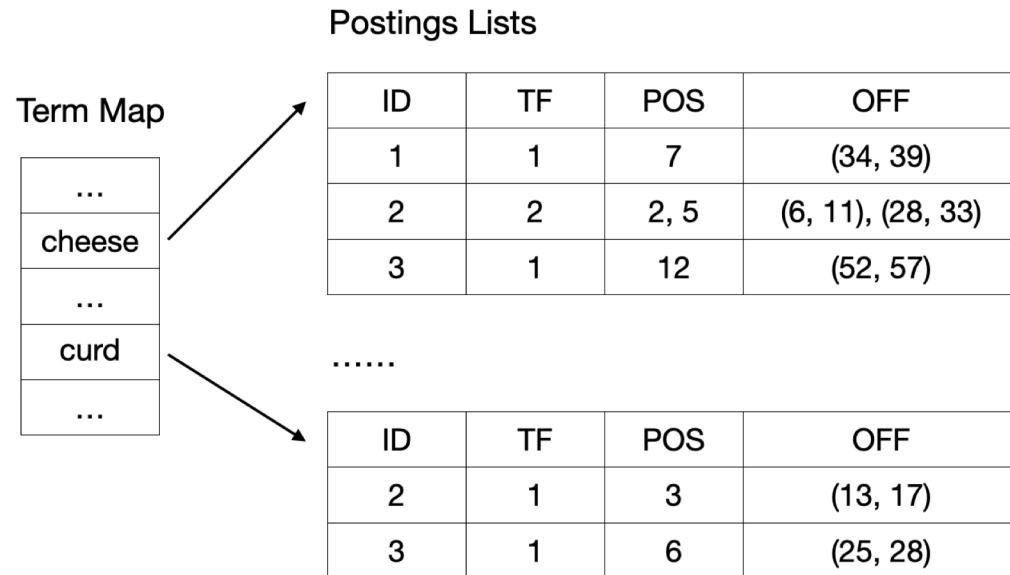 Postings Lists
Term Map
...
cheese
...
curd
...
ID TF POS OFF
1 1 7 (34, 39)
2 2 2, 5 (6, 11), (28, 33)
3 1 12 (52, 57)
......
ID TF POS OFF
2 1 3 (13, 17)
3 1 6 (25, 28)